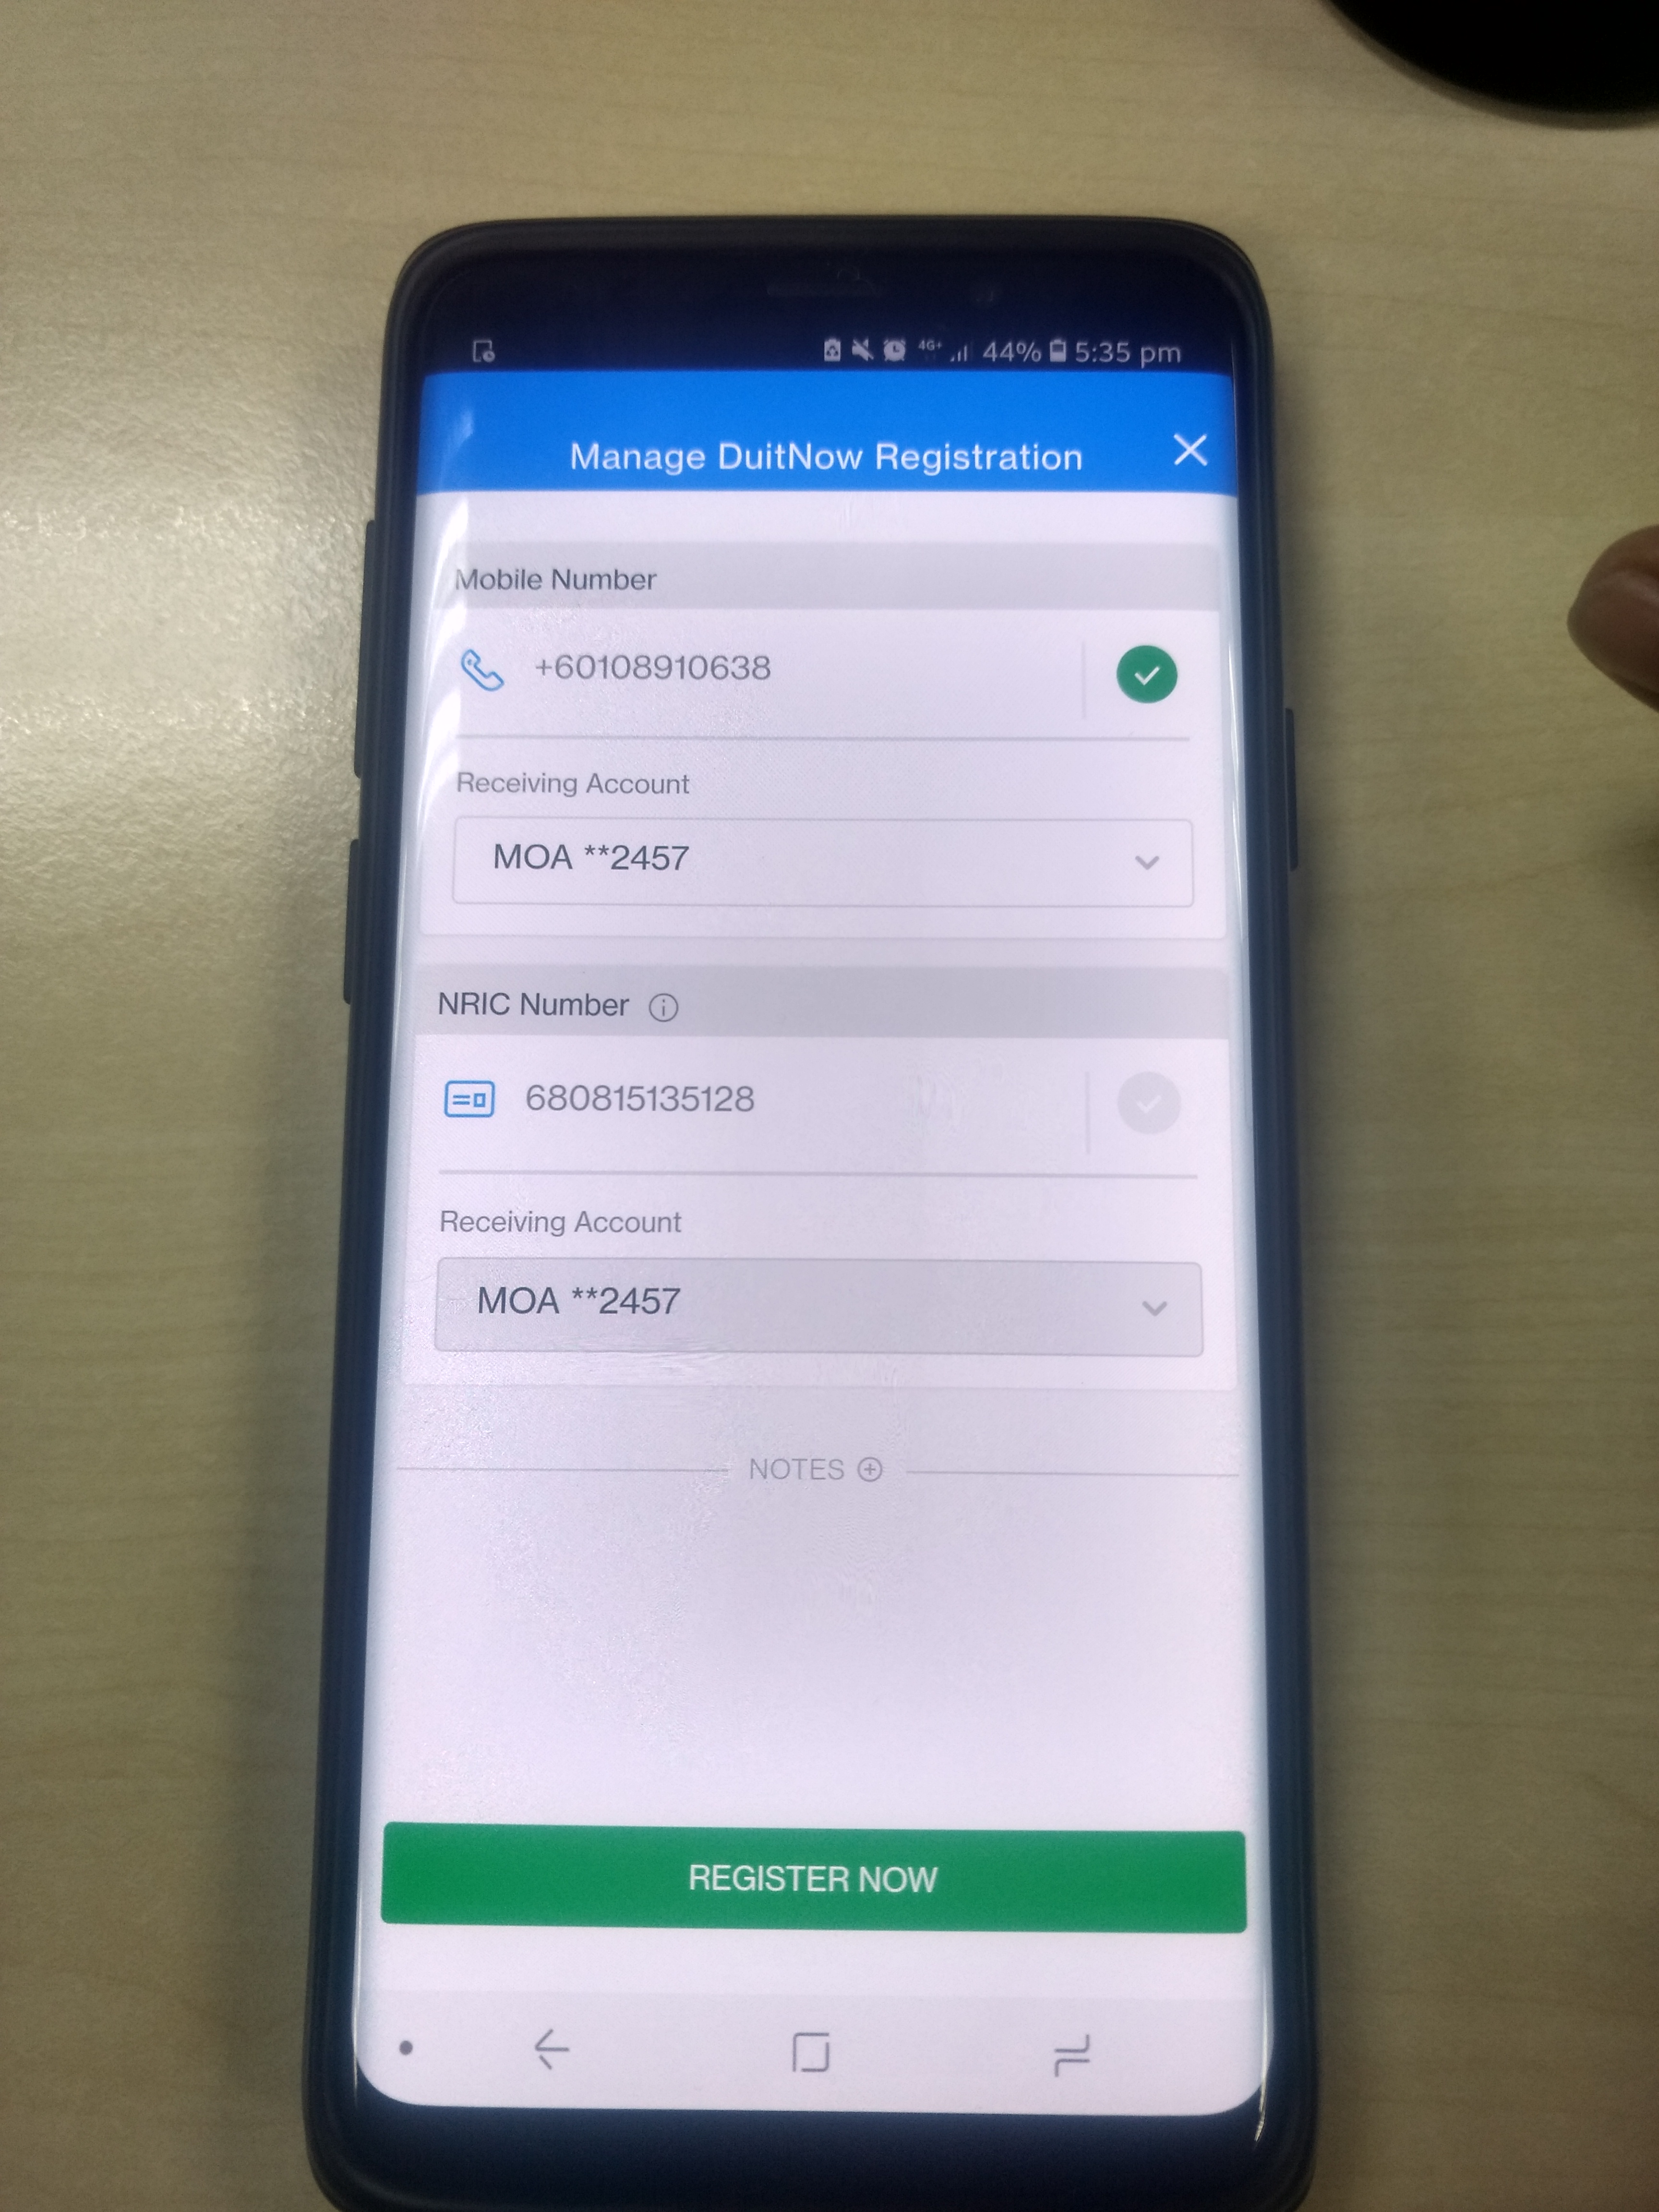 4G+ 44% 5:35 pm
Manage DuitNow Registration
Mobile Number
+60108910638
Receiving Account
MOA **2457
NRIC Number
680815135128
Receiving Account
MOA **2457
NOTES
REGISTER NOW